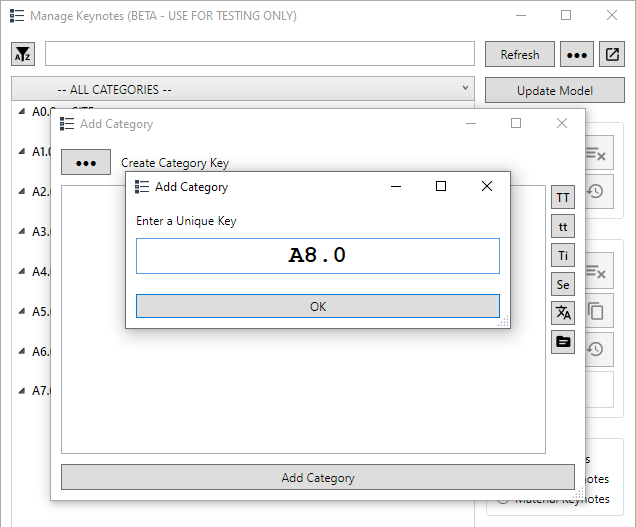 Manage Keynotes (BETA - USE FOR TESTING ONLY)
Refresh
-- ALL CATEGORIES --
Update Model
Add Category
Create Category Key
Add Category
Enter a Unique Key
A8.0
OK
TT
tt
Ti
Se
A1.
A2.
A3.
A4.
A5.
A6.
A7.
Add Category